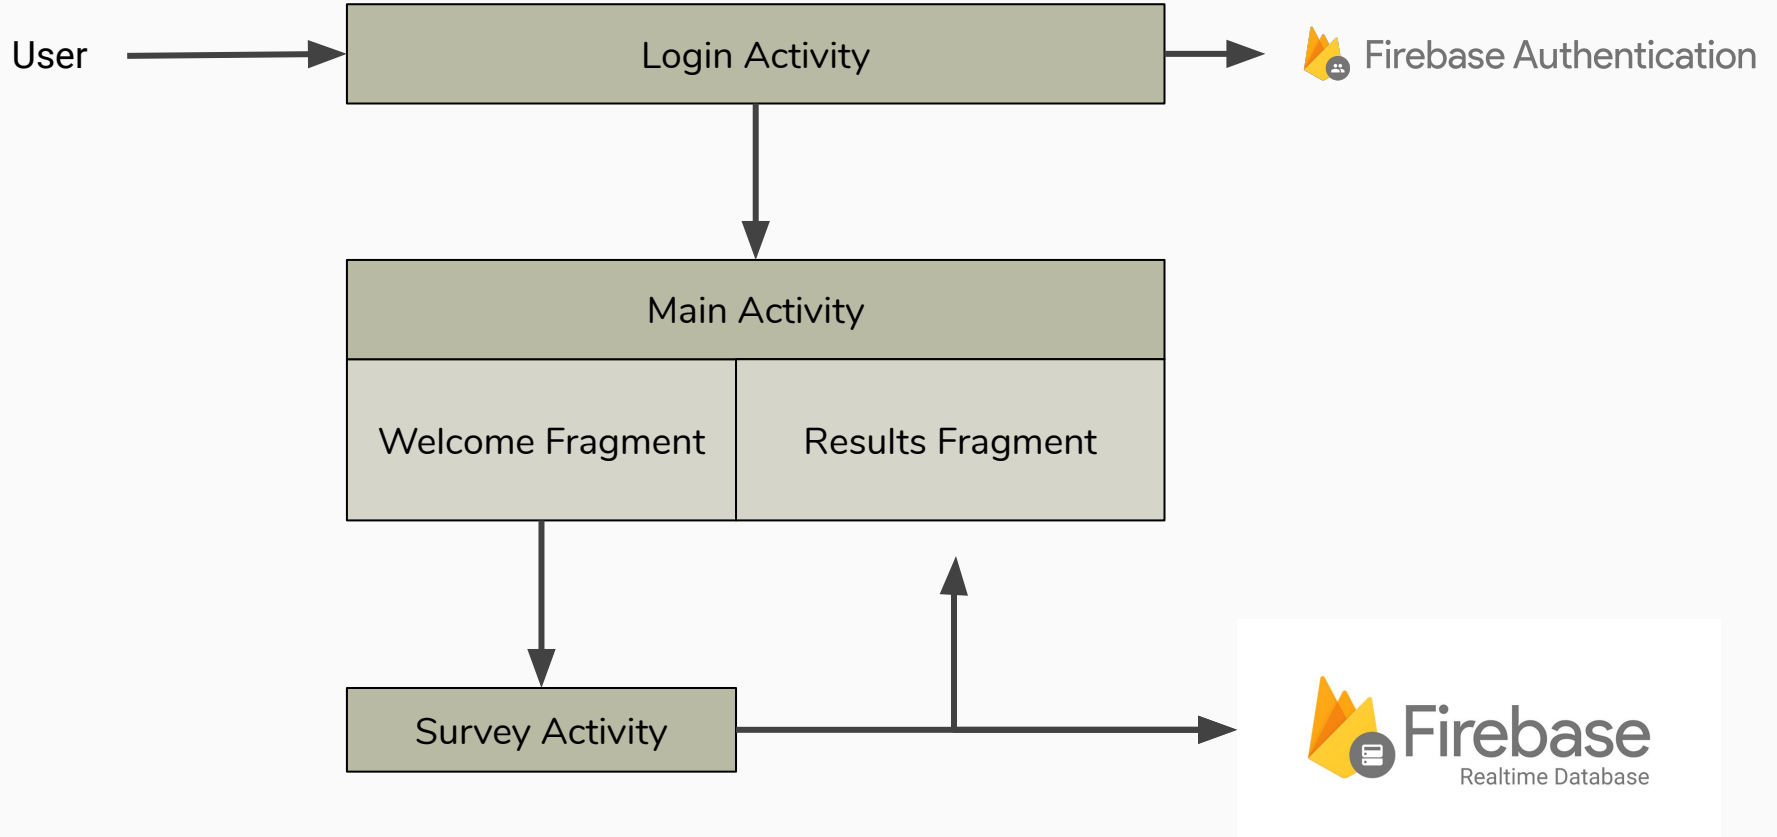 User
Login Activity
Firebase Authentication
Main Activity
Welcome Fragment
Results Fragment
Survey Activity
Firebase
Realtime Database